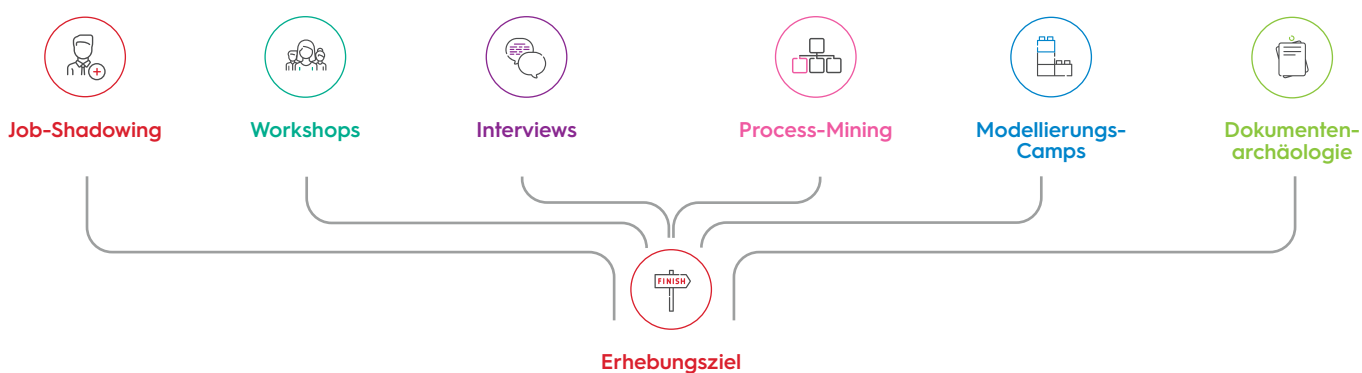 Job-Shadowing
Workshops
Interviews
Process-Mining
Modellierungs-
Camps
Dokumenten-
archäologie
FINISH
Erhebungsziel